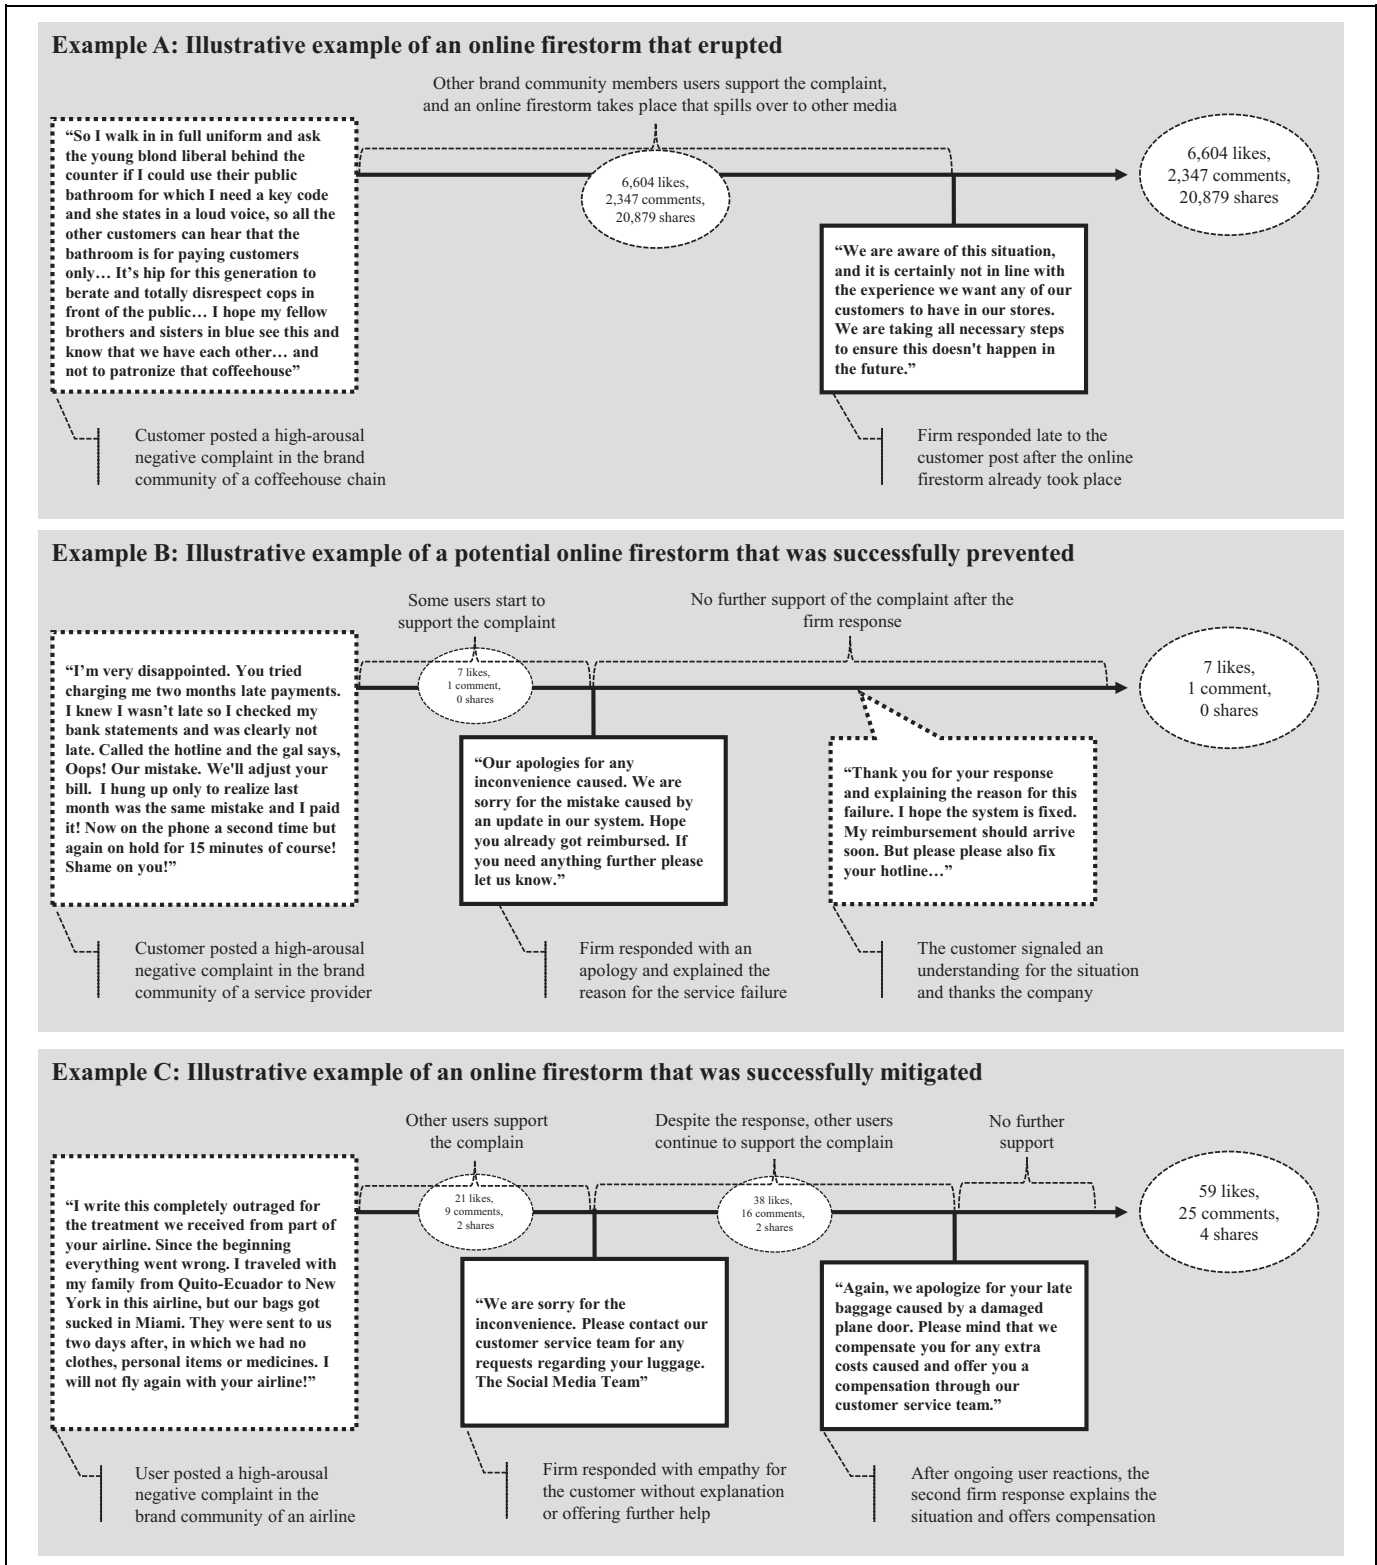 Example A: Illustrative example of an online firestorm that erupted
Other brand community members users support the complaint,
and an online firestorm takes place that spills over to other media
“So I walk in in full uniform and ask
the young blond liberal behind the
counter if I could use their public
bathroom for which I need a key code
and she states in a loud voice, so all the
other customers can hear that the
bathroom is for paying customers
only… It’s hip for this generation to
berate and totally disrespect cops in
front of the public… I hope my fellow
brothers and sisters in blue see this and
know that we have each other… and
not to patronize that coffeehouse”
6,604 likes,
2,347 comments,
20,879 shares
6,604 likes,
2,347 comments,
20,879 shares
“We are aware of this situation,
and it is certainly not in line with
the experience we want any of our
customers to have in our stores.
We are taking all necessary steps
to ensure this doesn't happen in
the future.”
Customer posted a high-arousal
negative complaint in the brand
community of a coffeehouse chain
Firm responded late to the
customer post after the online
firestorm already took place
Example B: Illustrative example of a potential online firestorm that was successfully prevented
Some users start to
support the complaint
No further support of the complaint after the
firm response
“I’m very disappointed. You tried
charging me two months late payments.
I knew I wasn’t late so I checked my
bank statements and was clearly not
late. Called the hotline and the gal says,
Oops! Our mistake. We'll adjust your
bill. I hung up only to realize last
month was the same mistake and I paid
it! Now on the phone a second time but
again on hold for 15 minutes of course!
Shame on you!”
7 likes,
1 comment,
0 shares
7 likes,
1 comment,
0 shares
“Our apologies for any
inconvenience caused. We are
sorry for the mistake caused by
an update in our system. Hope
you already got reimbursed. If
you need anything further please
let us know.”
“Thank you for your response
and explaining the reason for this
failure. I hope the system is fixed.
My reimbursement should arrive
soon. But please please also fix
your hotline…”
Customer posted a high-arousal
negative complaint in the brand
community of a service provider
Firm responded with an
apology and explained the
reason for the service failure
The customer signaled an
understanding for the situation
and thanks the company
Example C: Illustrative example of an online firestorm that was successfully mitigated
Other users support
the complain
Despite the response, other users
continue to support the complain
No further
support
“I write this completely outraged for
the treatment we received from part of
your airline. Since the beginning
everything went wrong. I traveled with
my family from Quito-Ecuador to New
York in this airline, but our bags got
sucked in Miami. They were sent to us
two days after, in which we had no
clothes, personal items or medicines. I
will not fly again with your airline!”
21 likes,
9 comments,
2 shares
38 likes,
16 comments,
2 shares
59 likes,
25 comments,
4 shares
“We are sorry for the
inconvenience. Please contact our
customer service team for any
requests regarding your luggage.
The Social Media Team”
“Again, we apologize for your late
baggage caused by a damaged
plane door. Please mind that we
compensate you for any extra
costs caused and offer you a
compensation through our
customer service team.”
User posted a high-arousal
negative complaint in the
brand community of an airline
Firm responded with empathy for
the customer without explanation
or offering further help
After ongoing user reactions, the
second firm response explains the
situation and offers compensation